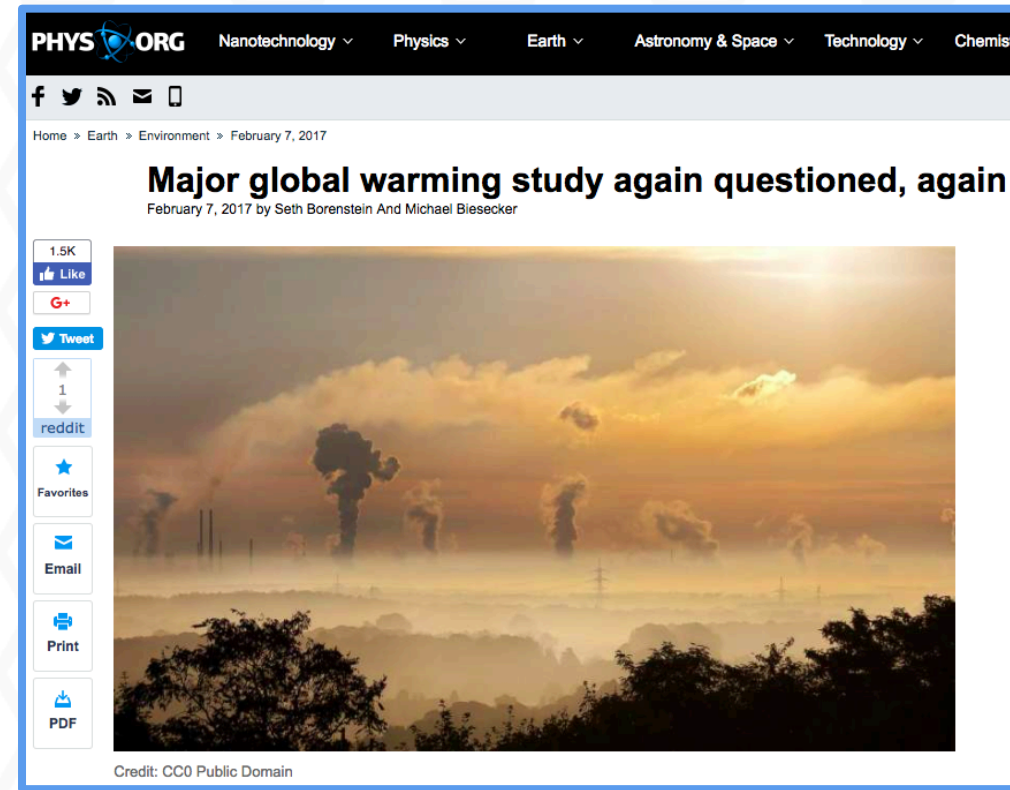 PHYS ORG Nanotechnology Physics Earth Astronomy & Space Technology
Home » Earth » Environment » February 7, 2017
Major global warming study again questioned, again
February 7, 2017 by Seth Borenstein And Michael Biesecker
1.5K
Like
G+
Tweet
1
reddit
Favorites
Email
Print
PDF
Credit: CC0 Public Domain